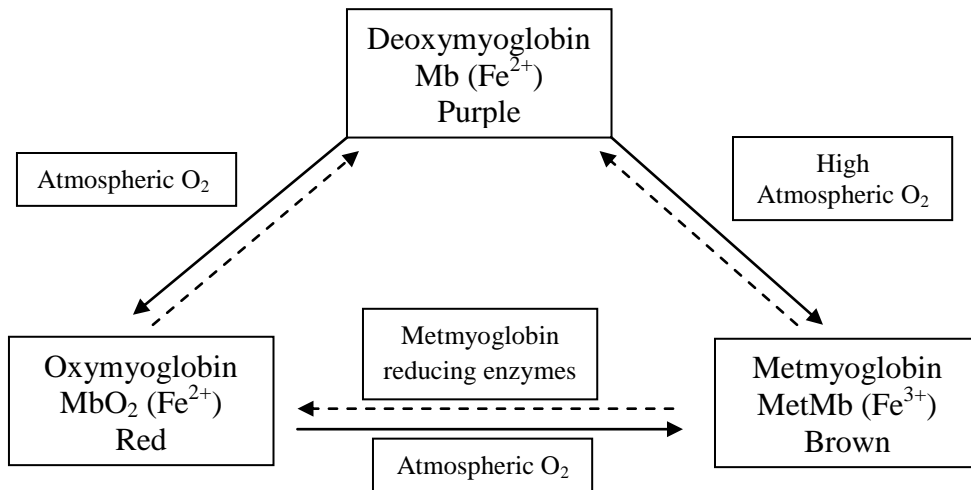 Deoxymyoglobin
Mb (Fe²⁺)
Purple
Atmospheric O₂
High
Atmospheric O₂
Metmyoglobin
reducing enzymes
Oxymyoglobin
MbO₂ (Fe²⁺)
Red
Metmyoglobin
MetMb (Fe³⁺)
Brown
Atmospheric O₂